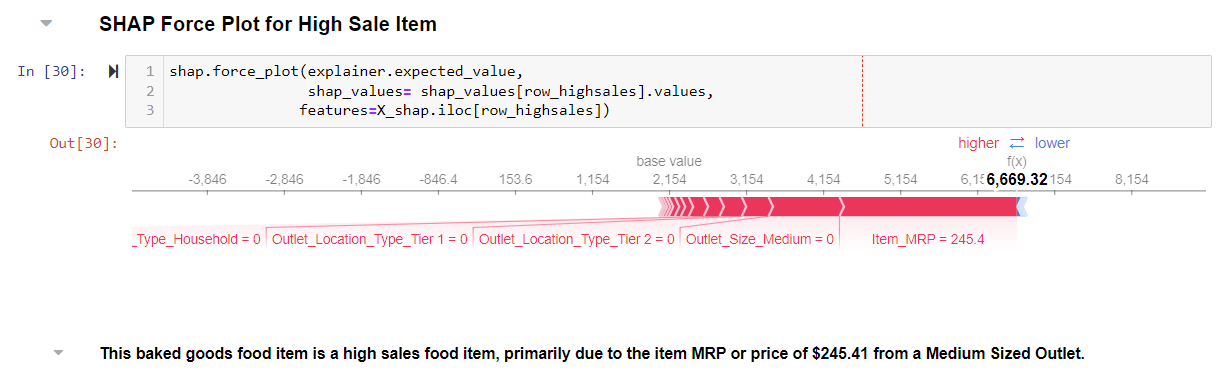 SHAP Force Plot for High Sale Item
In [30]:
1 shap.force_plot(explainer.expected_value,
2 shap_values= shap_values[row_highsales].values,
3 features=X_shap.iloc[row_highsales])
Out[30]:
higher ⇄ lower
base value f(x)
-3,846 -2,846 -1,846 -846.4 153.6 1,154 2,154 3,154 4,154 5,154 6,15 6,669.32 154 8,154
_Type_Household = 0 Outlet_Location_Type_Tier 1 = 0 Outlet_Location_Type_Tier 2 = 0 Outlet_Size_Medium = 0 Item_MRP = 245.4
This baked goods food item is a high sales food item, primarily due to the item MRP or price of $245.41 from a Medium Sized Outlet.